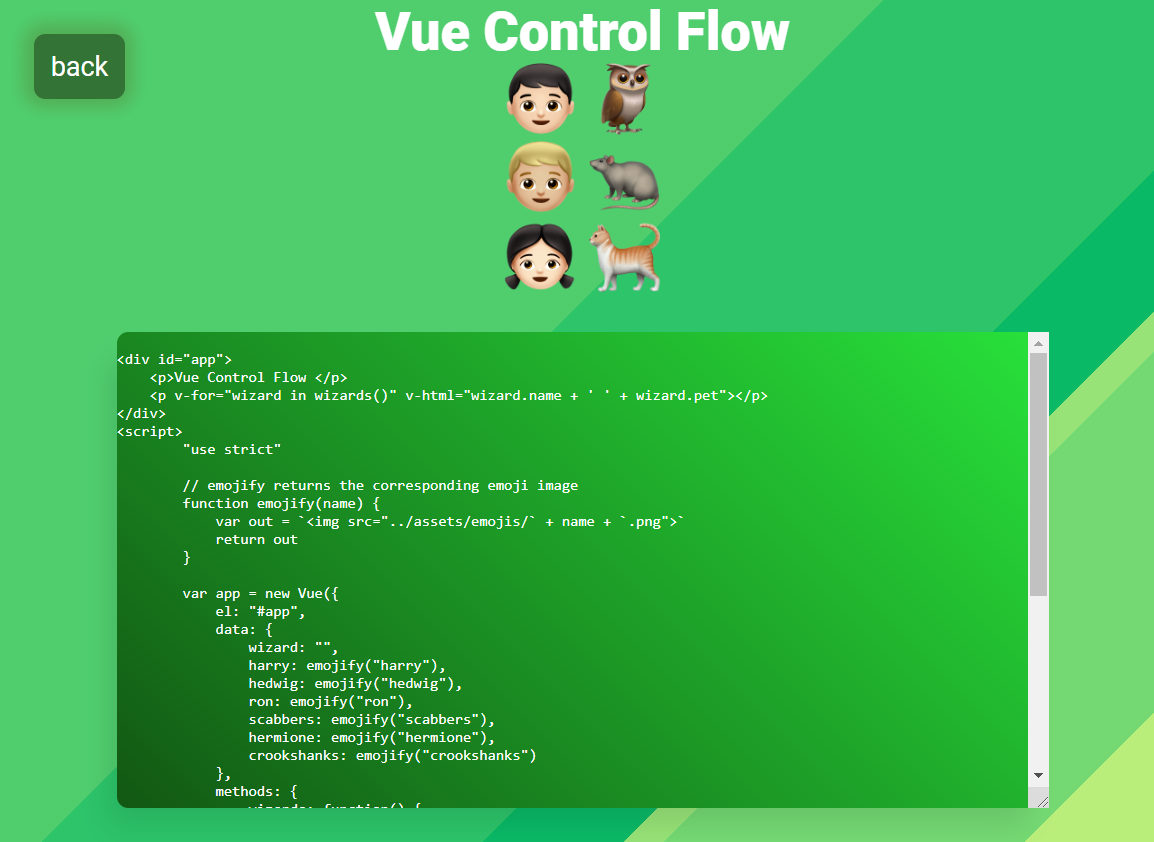 Vue Control Flow
back
<div id="app">
    <p>Vue Control Flow </p>
    <p v-for="wizard in wizards()" v-html="wizard.name + ' ' + wizard.pet"></p>
</div>
<script>
        "use strict"
        // emojify returns the corresponding emoji image
        function emojify(name) {
            var out = `<img src="../assets/emojis/` + name + `.png">`
            return out
        }
        var app = new Vue({
            el: "#app",
            data: {
                wizard: "",
                harry: emojify("harry"),
                hedwig: emojify("hedwig"),
                ron: emojify("ron"),
                scabbers: emojify("scabbers"),
                hermione: emojify("hermione"),
                crookshanks: emojify("crookshanks")
            },
            methods: {
                wizards: function() {